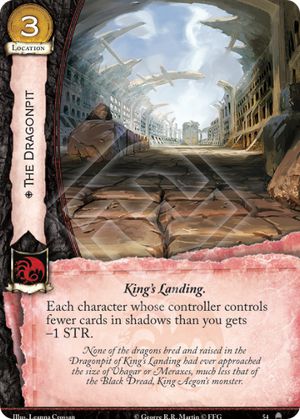 3
LOCATION
THE DRAGONPIT
King's Landing.
Each character whose controller controls
fewer cards in shadows than you gets
–1 STR.
None of the dragons bred and raised in the
Dragonpit of King's Landing had ever approached
the size of Vhagar or Meraxes, much less that of
the Black Dread, King Aegon's monster.
Illus. Leanna Crossan
© George R.R. Martin © FFG
54